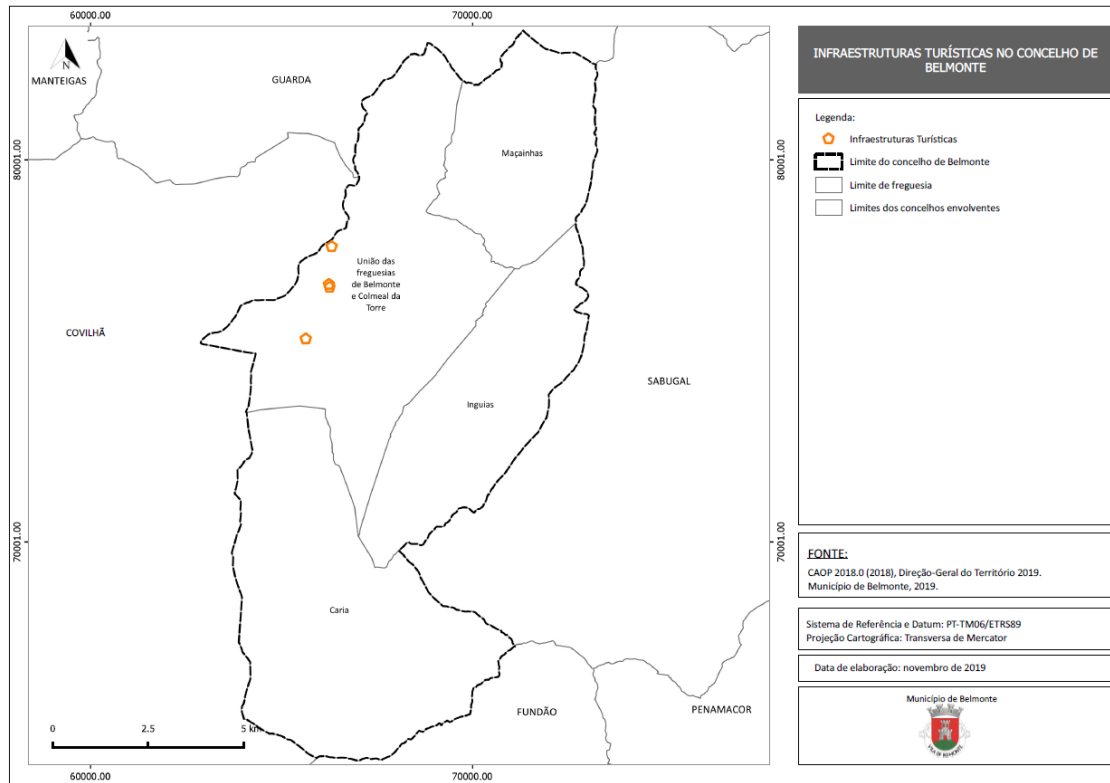 60000.00
70000.00
80001.00
80001.00
N
MANTEIGAS
GUARDA
Maçainhas
União das
freguesias
de Belmonte
e Colmeal da
Torre
COVILHÃ
SABUGAL
Inguias
70001.00
70001.00
Caria
FUNDÃO
PENAMACOR
0
2.5
5 km
60000.00
70000.00
INFRAESTRUTURAS TURÍSTICAS NO CONCELHO DE
BELMONTE
Legenda:
Infraestruturas Turísticas
Limite do concelho de Belmonte
Limite de freguesia
Limites dos concelhos envolventes
FONTE:
CAOP 2018.0 (2018), Direção-Geral do Território 2019.
Município de Belmonte, 2019.
Sistema de Referência e Datum: PT-TM06/ETRS89
Projeção Cartográfica: Transversa de Mercator
Data de elaboração: novembro de 2019
Município de Belmonte
VILA DE BELMONTE